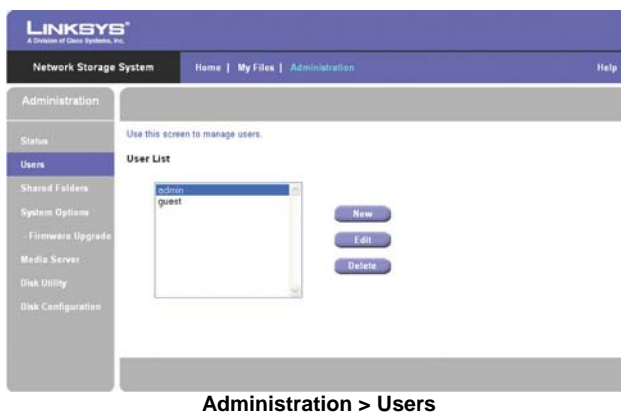 LINKSYS®
A Division of Cisco Systems, Inc.
Network Storage System
Home | My Files | Administration
Help
Administration
Status
Use this screen to manage users.
Users
User List
Shared Folders
admin
guest
System Options
New
- Firmware Upgrade
Edit
Media Server
Delete
Disk Utility
Disk Configuration
Administration > Users